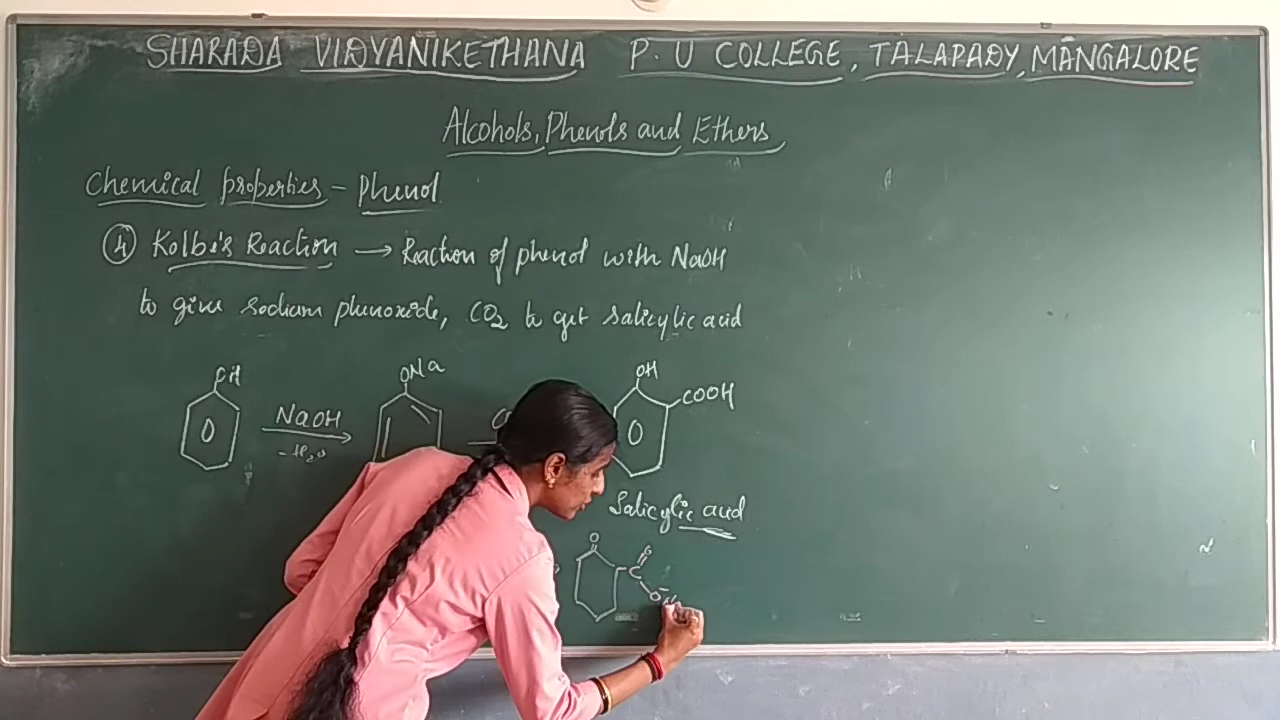 SHARADA VIDYANIKETHANA P. U COLLEGE, TALAPADY, MANGALORE
Alcohols, Phenols and Ethers
Chemical properties - Phenol
④ Kolbe's Reaction → Reaction of phenol with NaOH
to give sodium phenoxide, CO₂ to get salicylic acid
OH ONa OH
COOH
NaOH
-H₂O
Salicylic acid
O O
C
O⁻